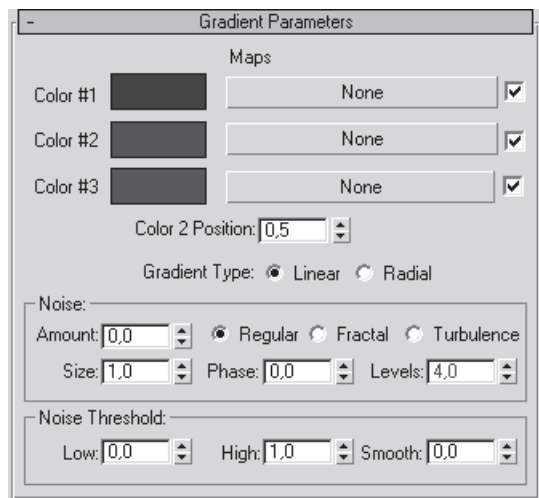 - Gradient Parameters
Maps
Color #1 None
Color #2 None
Color #3 None
Color 2 Position: 0,5
Gradient Type: Linear Radial
Noise:
Amount: 0,0 Regular Fractal Turbulence
Size: 1,0 Phase: 0,0 Levels: 4,0
Noise Threshold:
Low: 0,0 High: 1,0 Smooth: 0,0